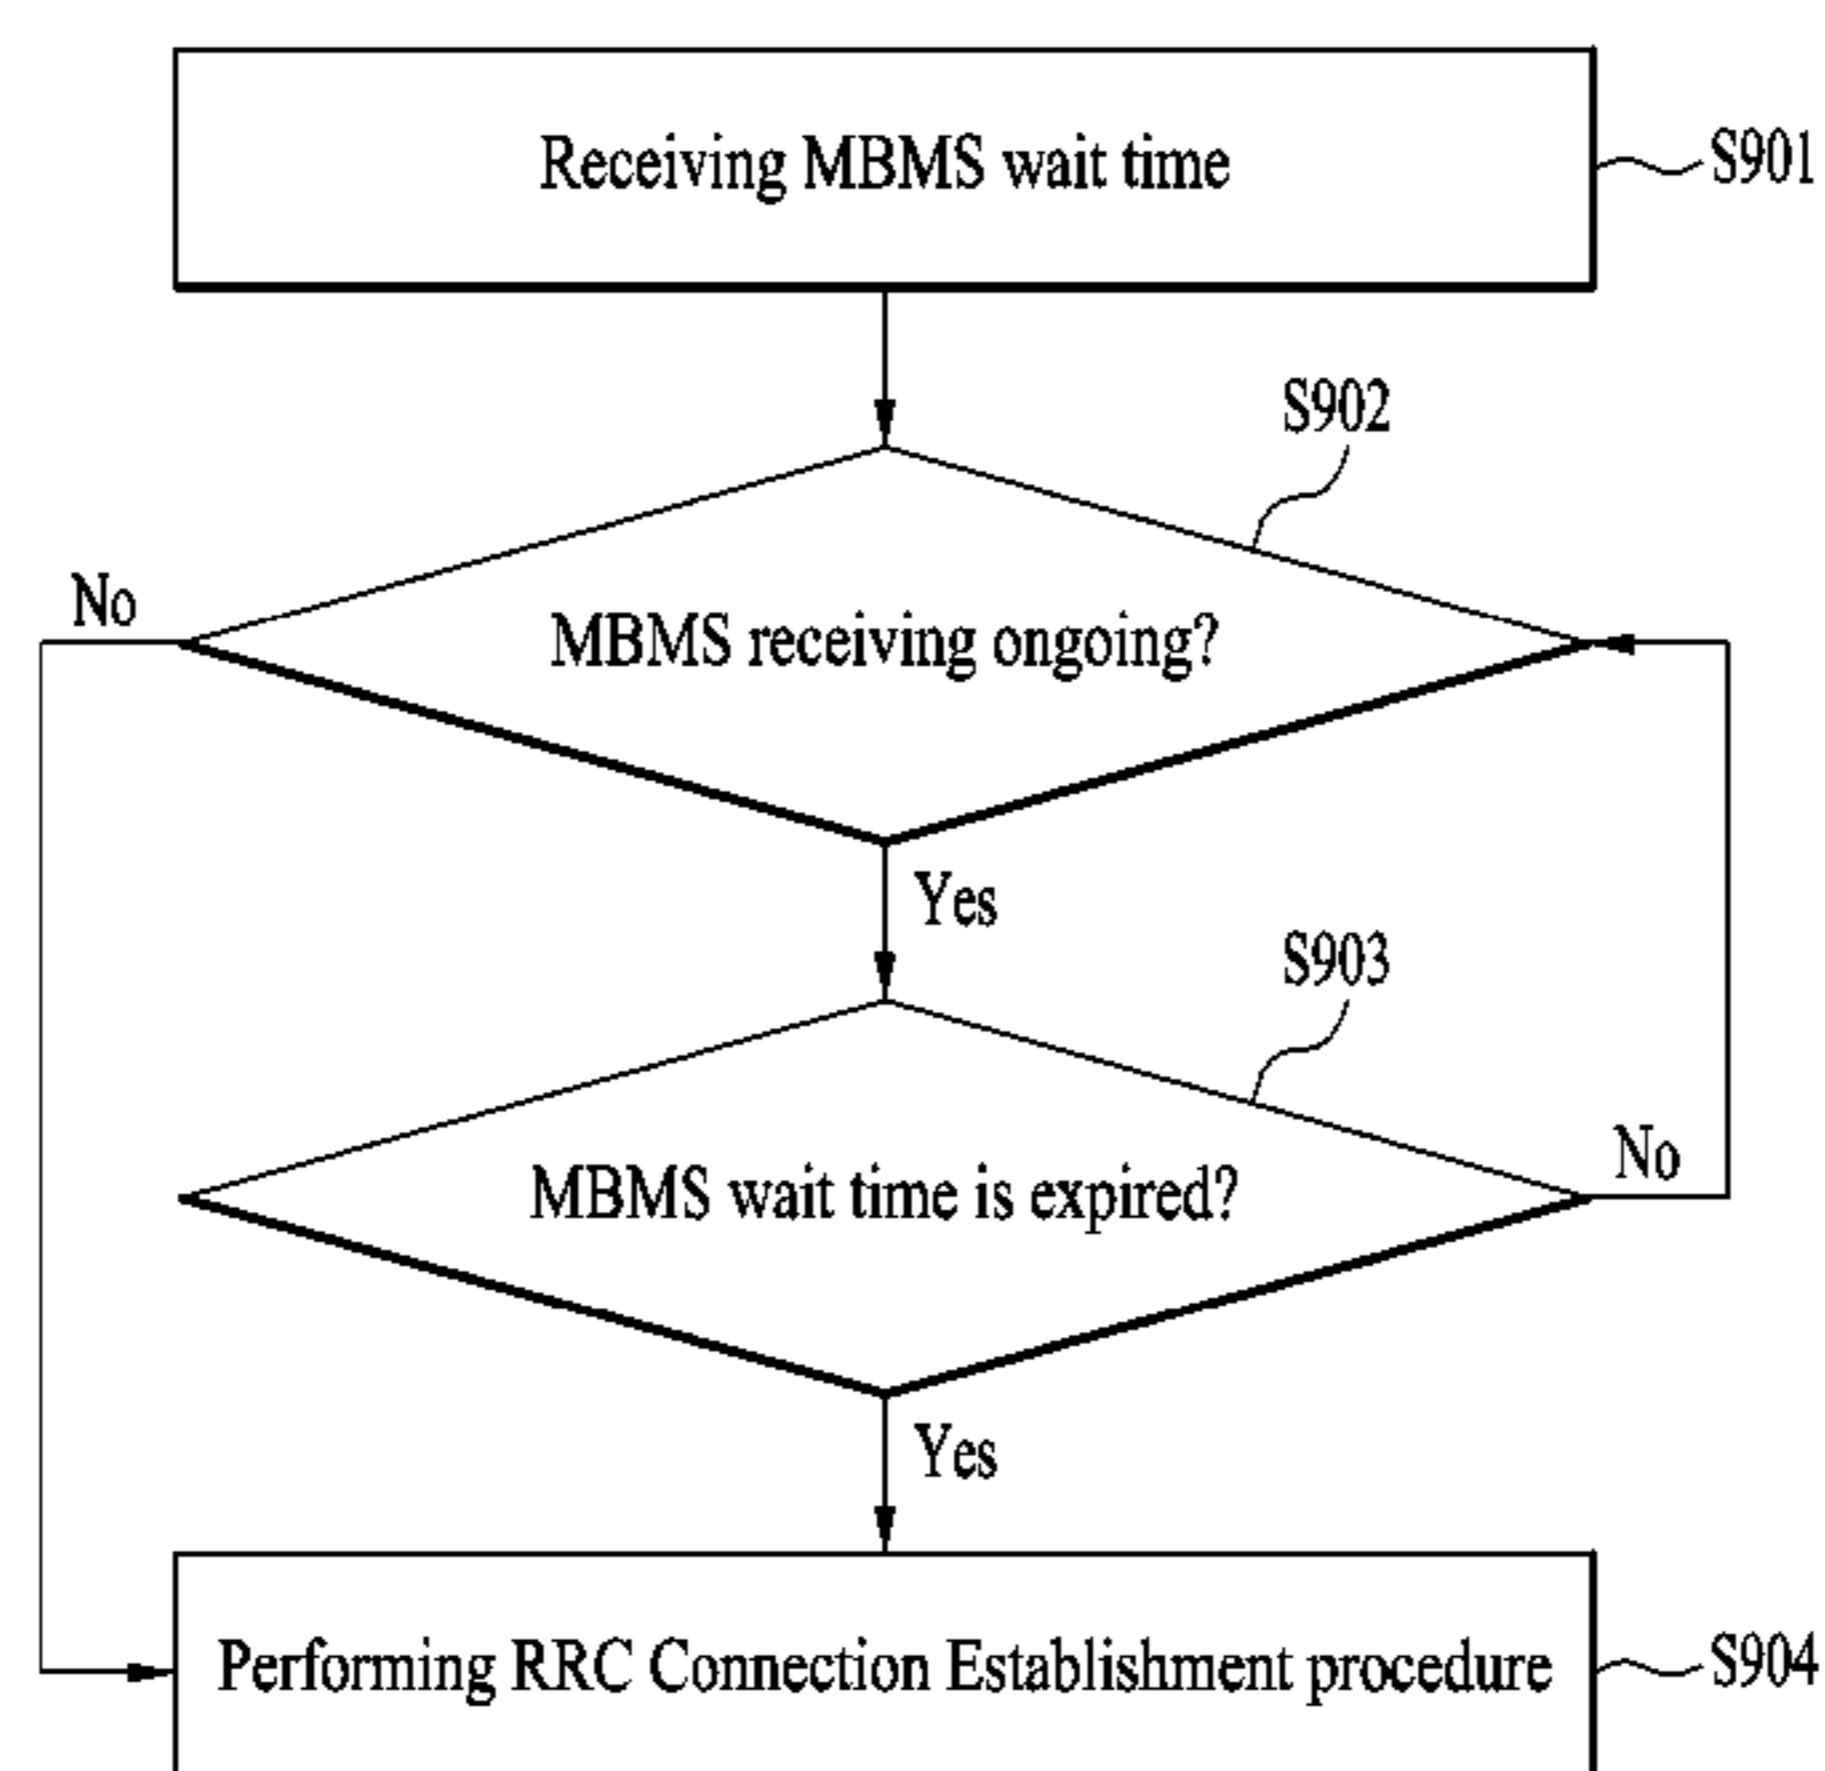 Receiving MBMS wait time
S901
S902
No
MBMS receiving ongoing?
Yes
S903
MBMS wait time is expired?
No
Yes
Performing RRC Connection Establishment procedure
S904